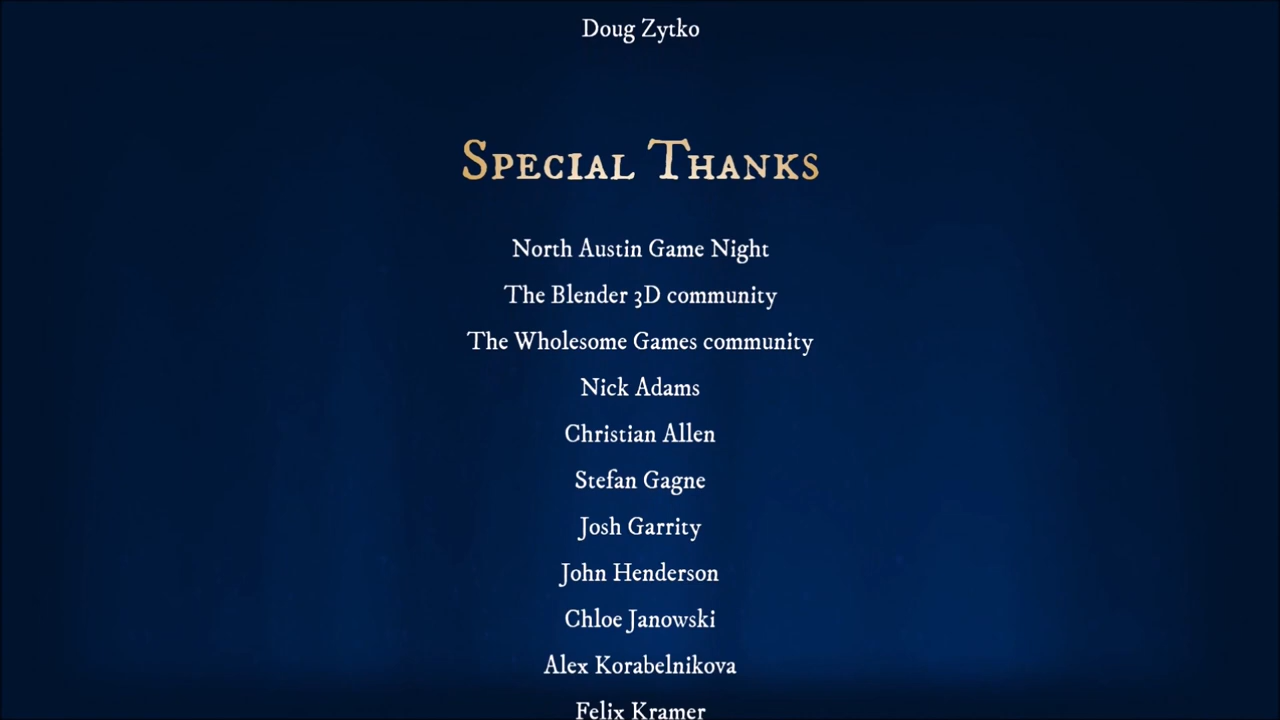 Doug Zytko
Special Thanks
North Austin Game Night
The Blender 3D community
The Wholesome Games community
Nick Adams
Christian Allen
Stefan Gagne
Josh Garrity
John Henderson
Chloe Janowski
Alex Korabelnikova
Felix Kramer